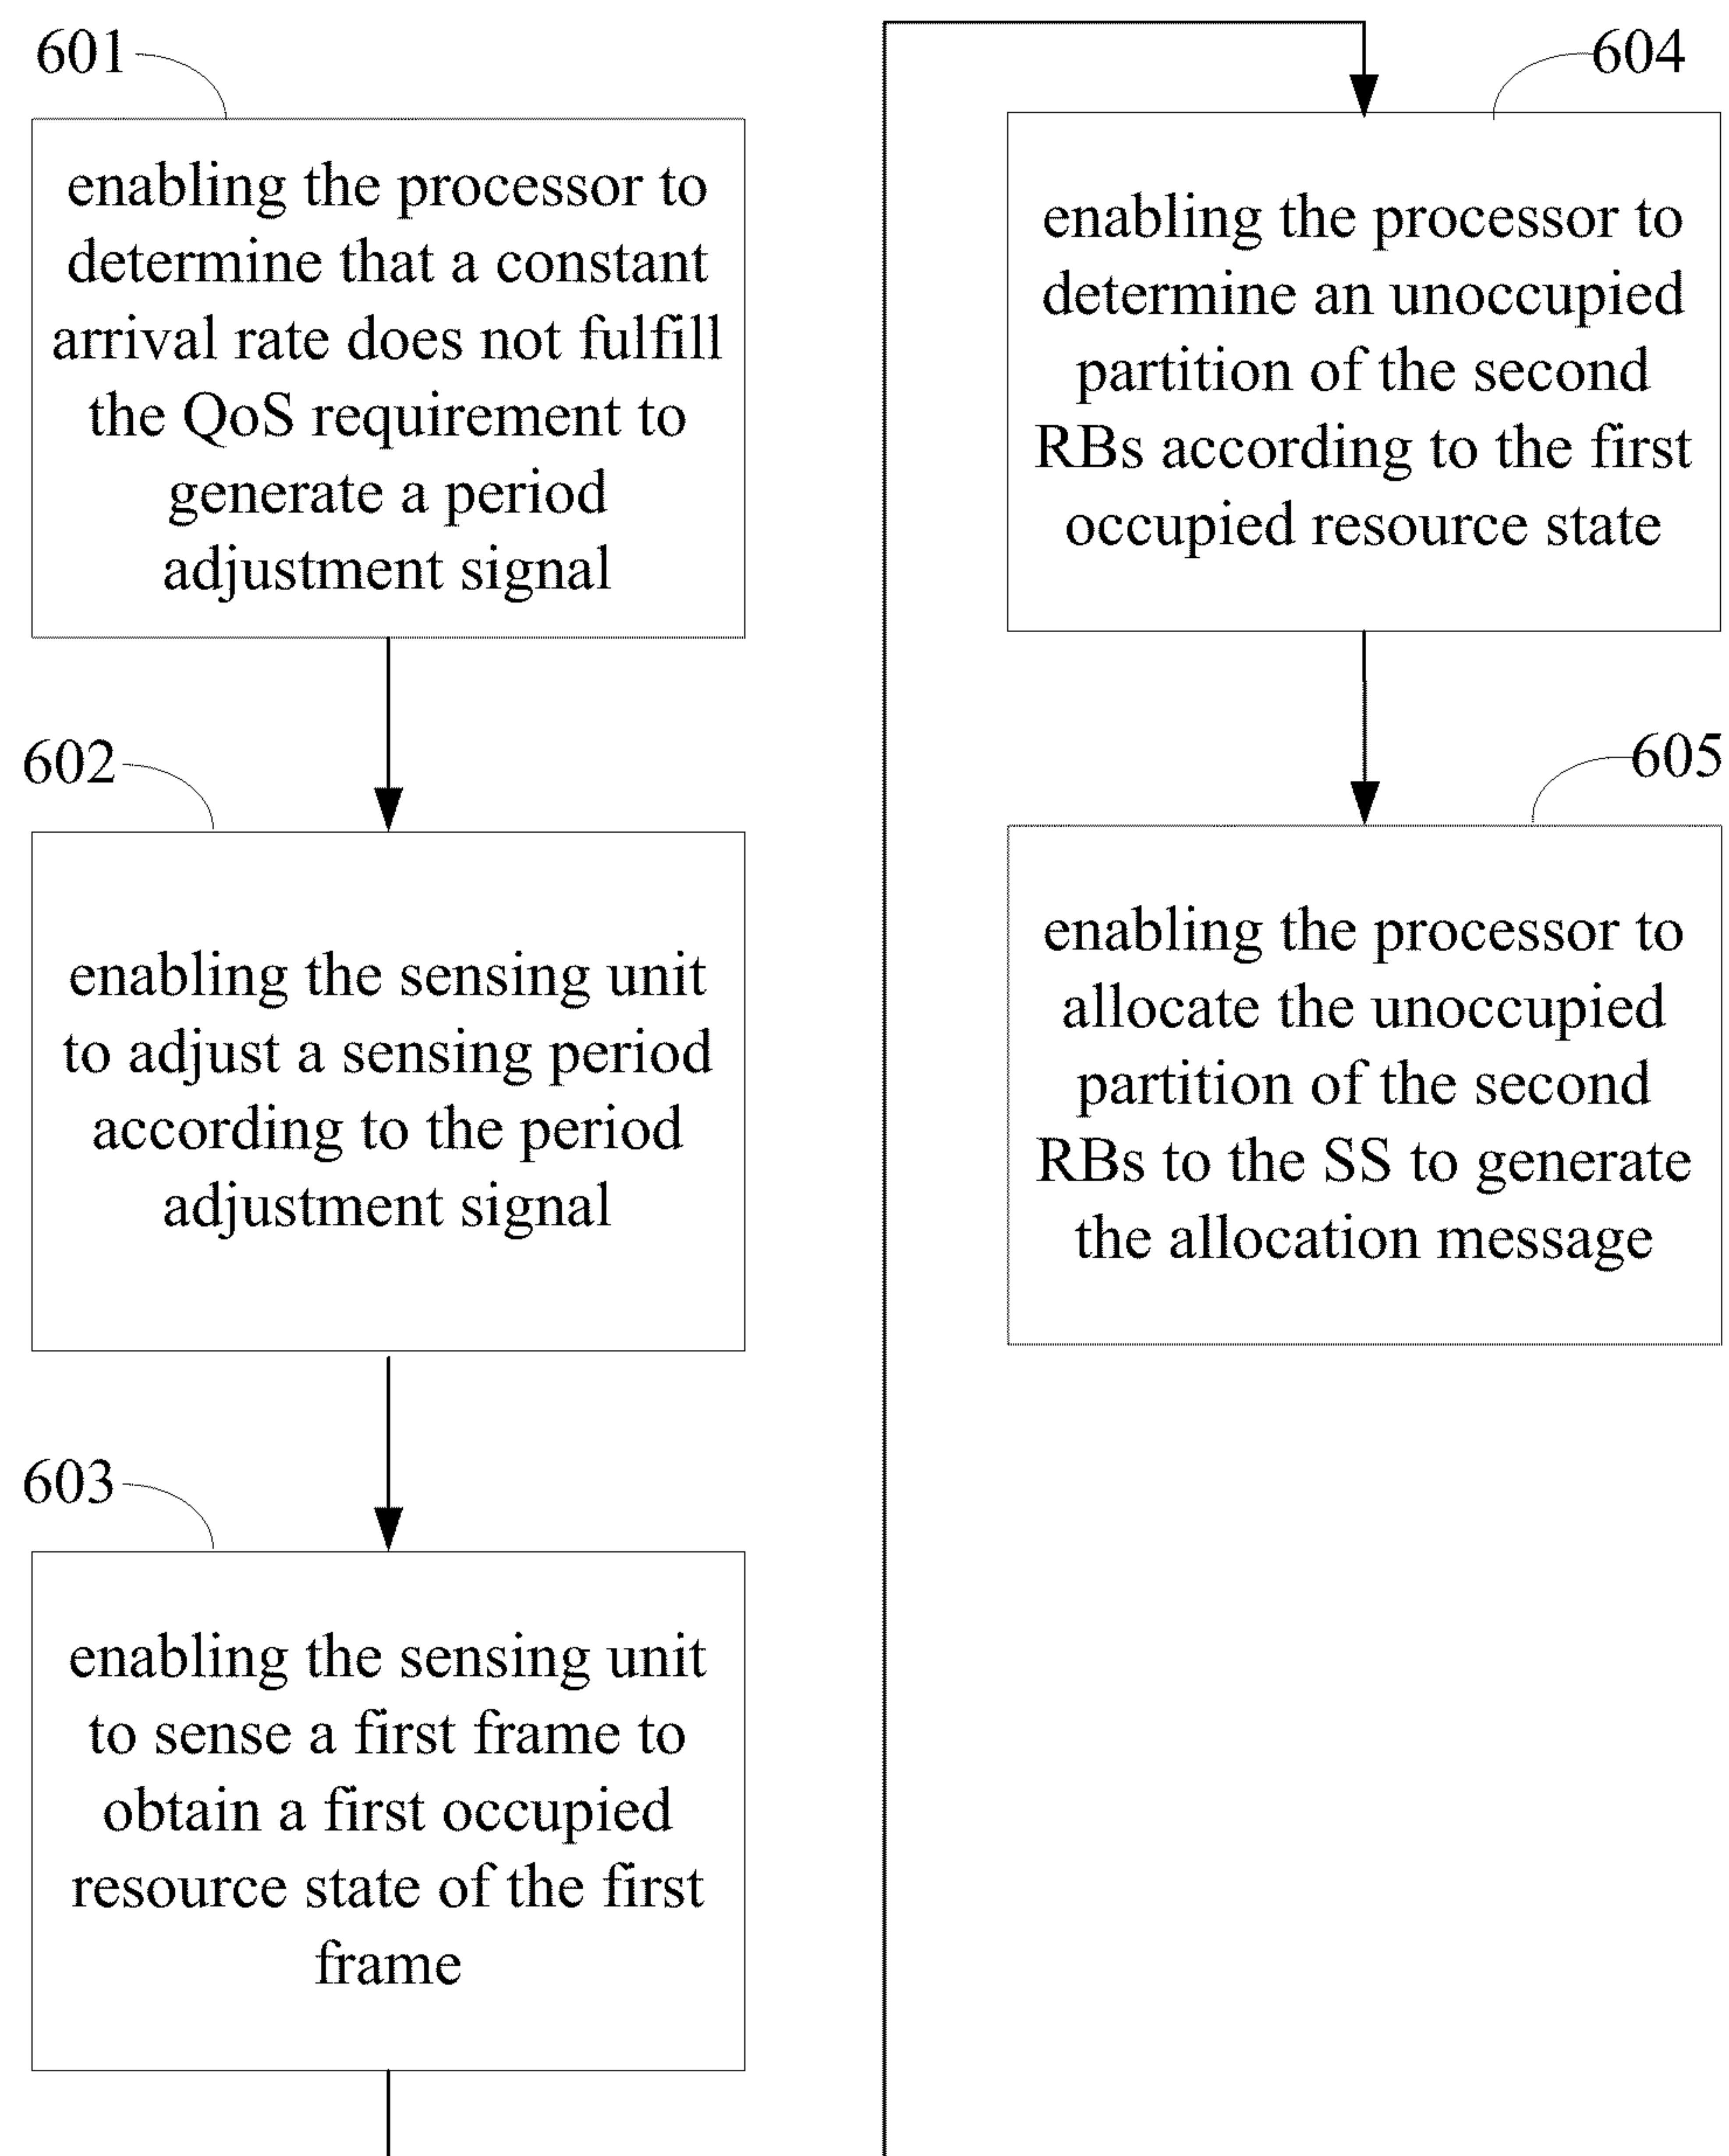 601
enabling the processor to
determine that a constant
arrival rate does not fulfill
the QoS requirement to
generate a period
adjustment signal
602
enabling the sensing unit
to adjust a sensing period
according to the period
adjustment signal
603
enabling the sensing unit
to sense a first frame to
obtain a first occupied
resource state of the first
frame
604
enabling the processor to
determine an unoccupied
partition of the second
RBs according to the first
occupied resource state
605
enabling the processor to
allocate the unoccupied
partition of the second
RBs to the SS to generate
the allocation message